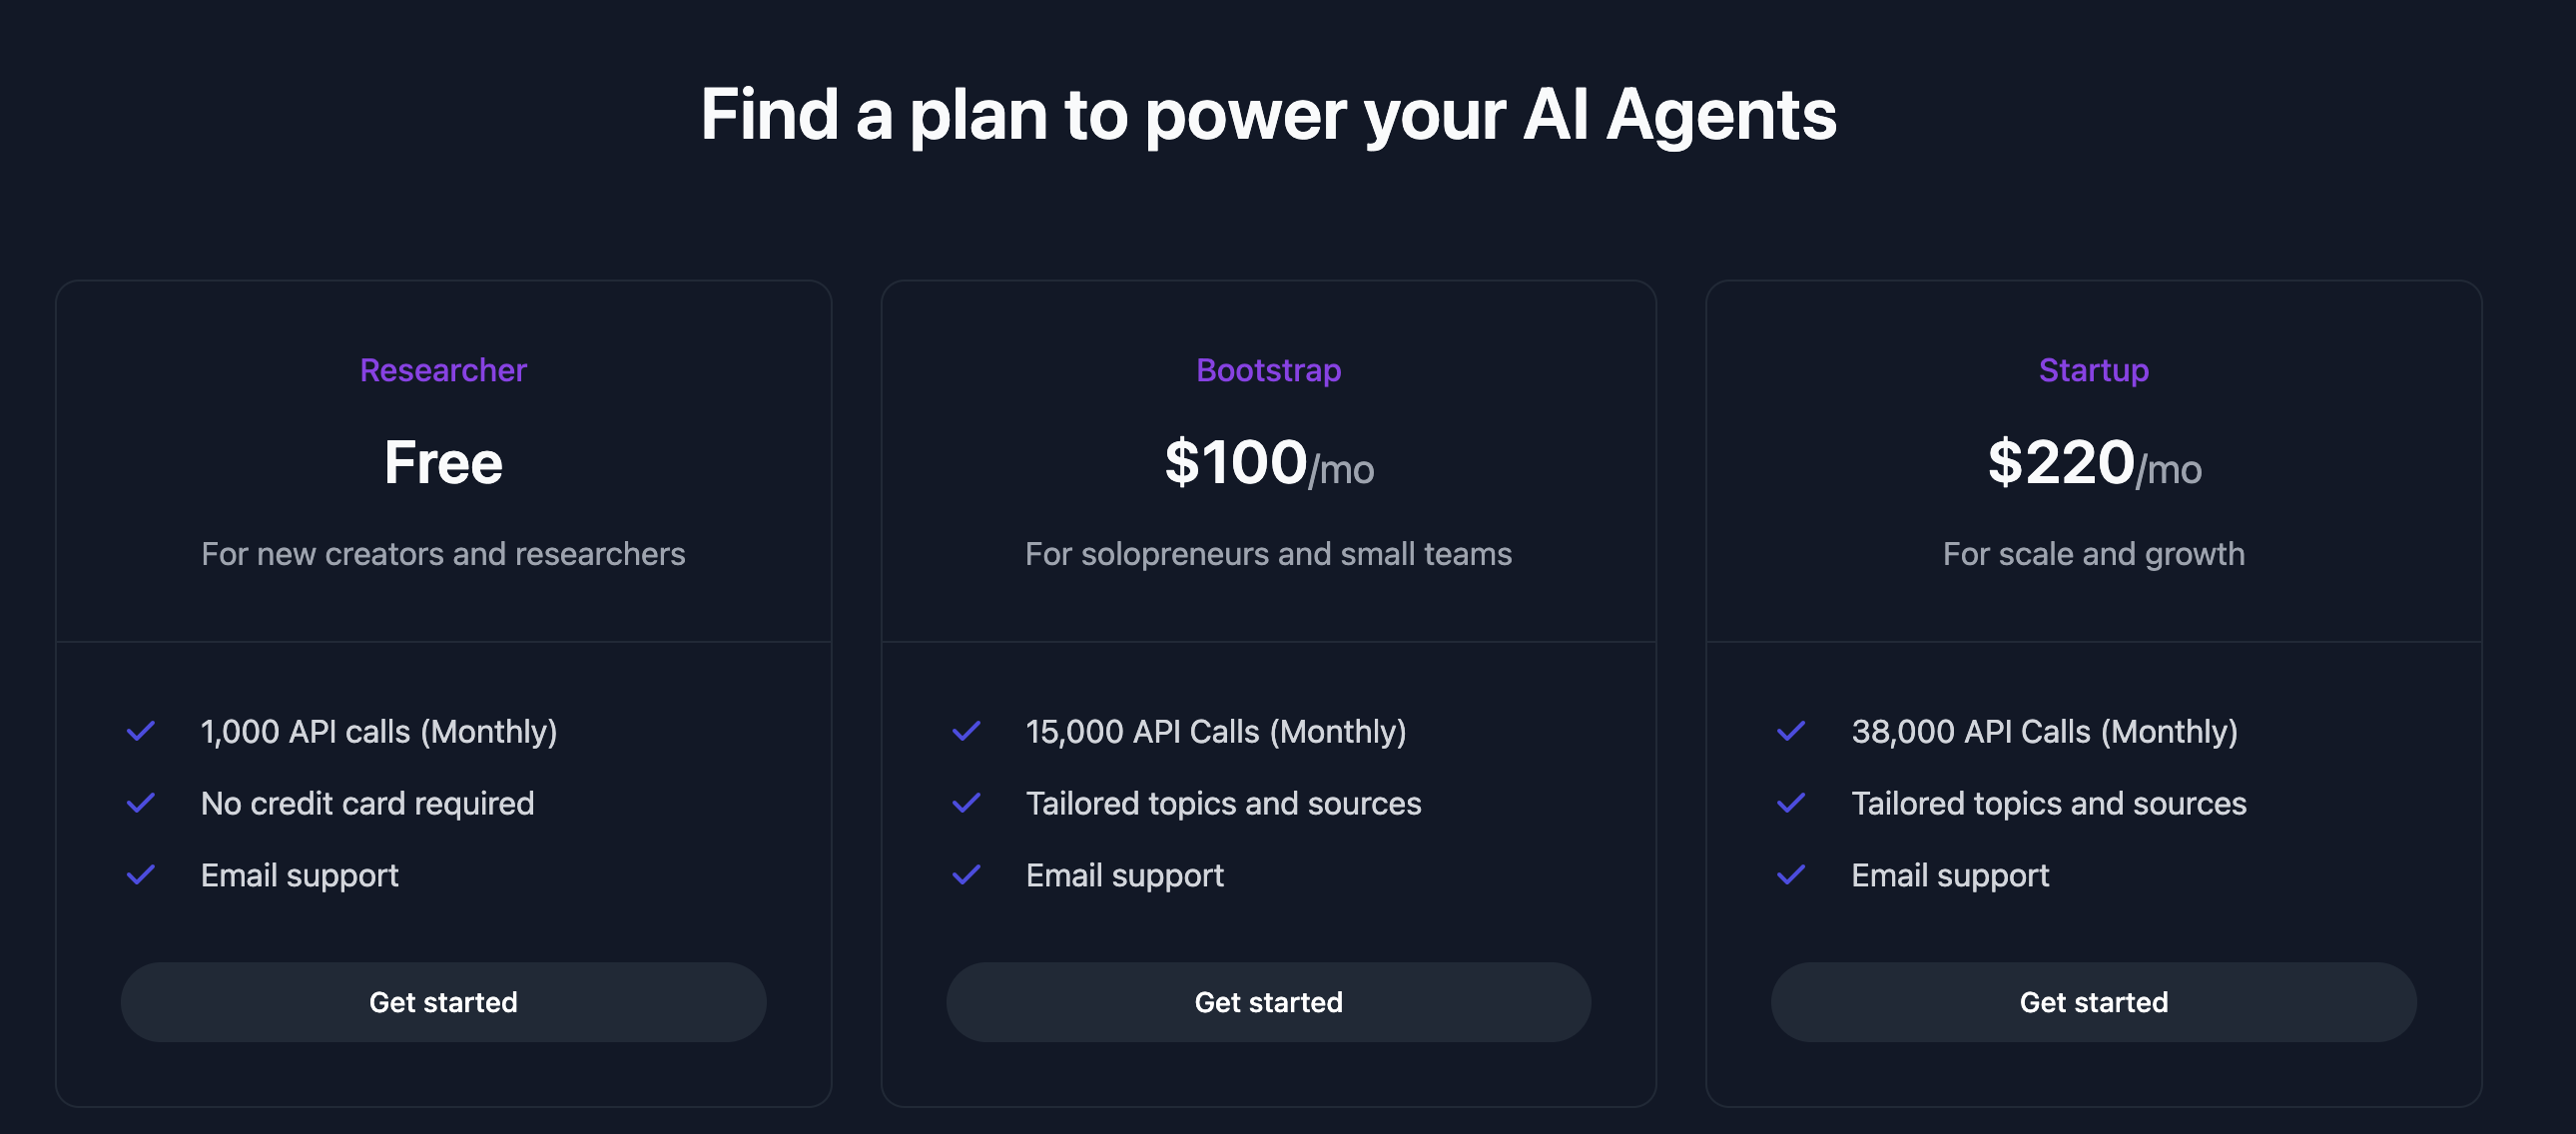 Find a plan to power your AI Agents
Researcher
Free
For new creators and researchers
1,000 API calls (Monthly)
No credit card required
Email support
Get started
Bootstrap
$100/mo
For solopreneurs and small teams
15,000 API Calls (Monthly)
Tailored topics and sources
Email support
Get started
Startup
$220/mo
For scale and growth
38,000 API Calls (Monthly)
Tailored topics and sources
Email support
Get started